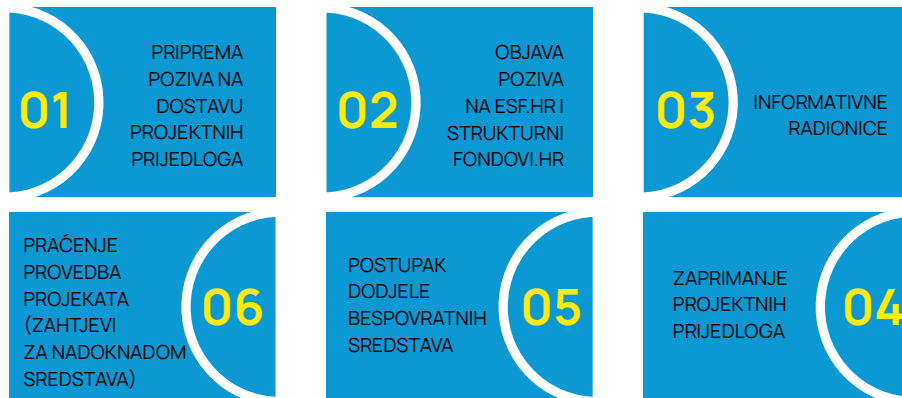 01
PRIPREMA
POZIVA NA
DOSTAVU
PROJEKTNIH
PRIJEDLOGA
02
OBJAVA
POZIVA
NA ESF.HR I
STRUKTURNI
FONDOVI.HR
03
INFORMATIVNE
RADIONICE
04
ZAPRIMANJE
PROJEKTNIH
PRIJEDLOGA
05
POSTUPAK
DODJELE
BESPOVRATNIH
SREDSTAVA
06
PRAĆENJE
PROVEDBA
PROJEKATA
(ZAHTJEVI
ZA NADOKNADOM
SREDSTAVA)